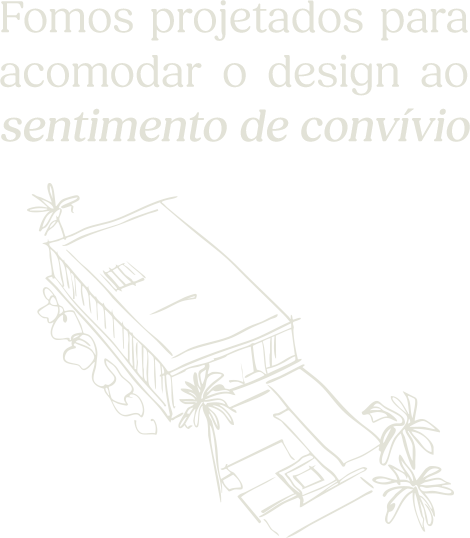 Fomos projetados para
acomodar o design ao
sentimento de convívio